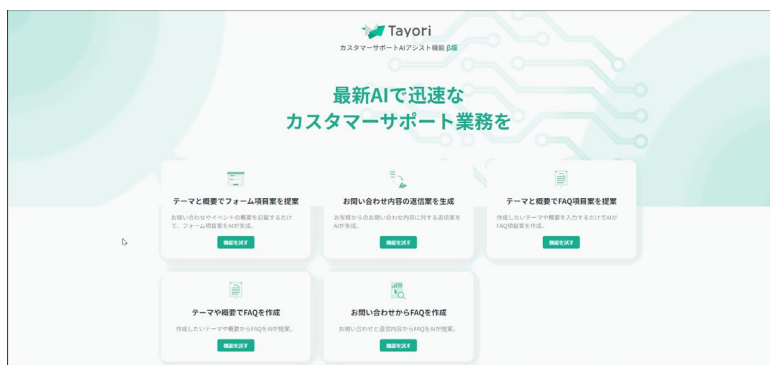 Tayori
カスタマーサポートAIアシスト機能 β版
最新AIで迅速な
カスタマーサポート業務を
テーマと概要でフォーム項目案を提案
お問い合わせやイベントの概要を記載するだけ
で、フォーム項目案をAIが生成。
機能を試す
お問い合わせ内容の返信案を生成
お客様からのお問い合わせ内容に対する返信案を
AIが生成。
機能を試す
テーマと概要でFAQ項目案を提案
作成したいテーマや概要を入力するだけでAIが
FAQ項目案を作成。
機能を試す
テーマや概要でFAQを作成
作成したいテーマや概要からFAQをAIが提案。
機能を試す
お問い合わせからFAQを作成
お問い合わせと返信内容からFAQをAIが提案。
機能を試す